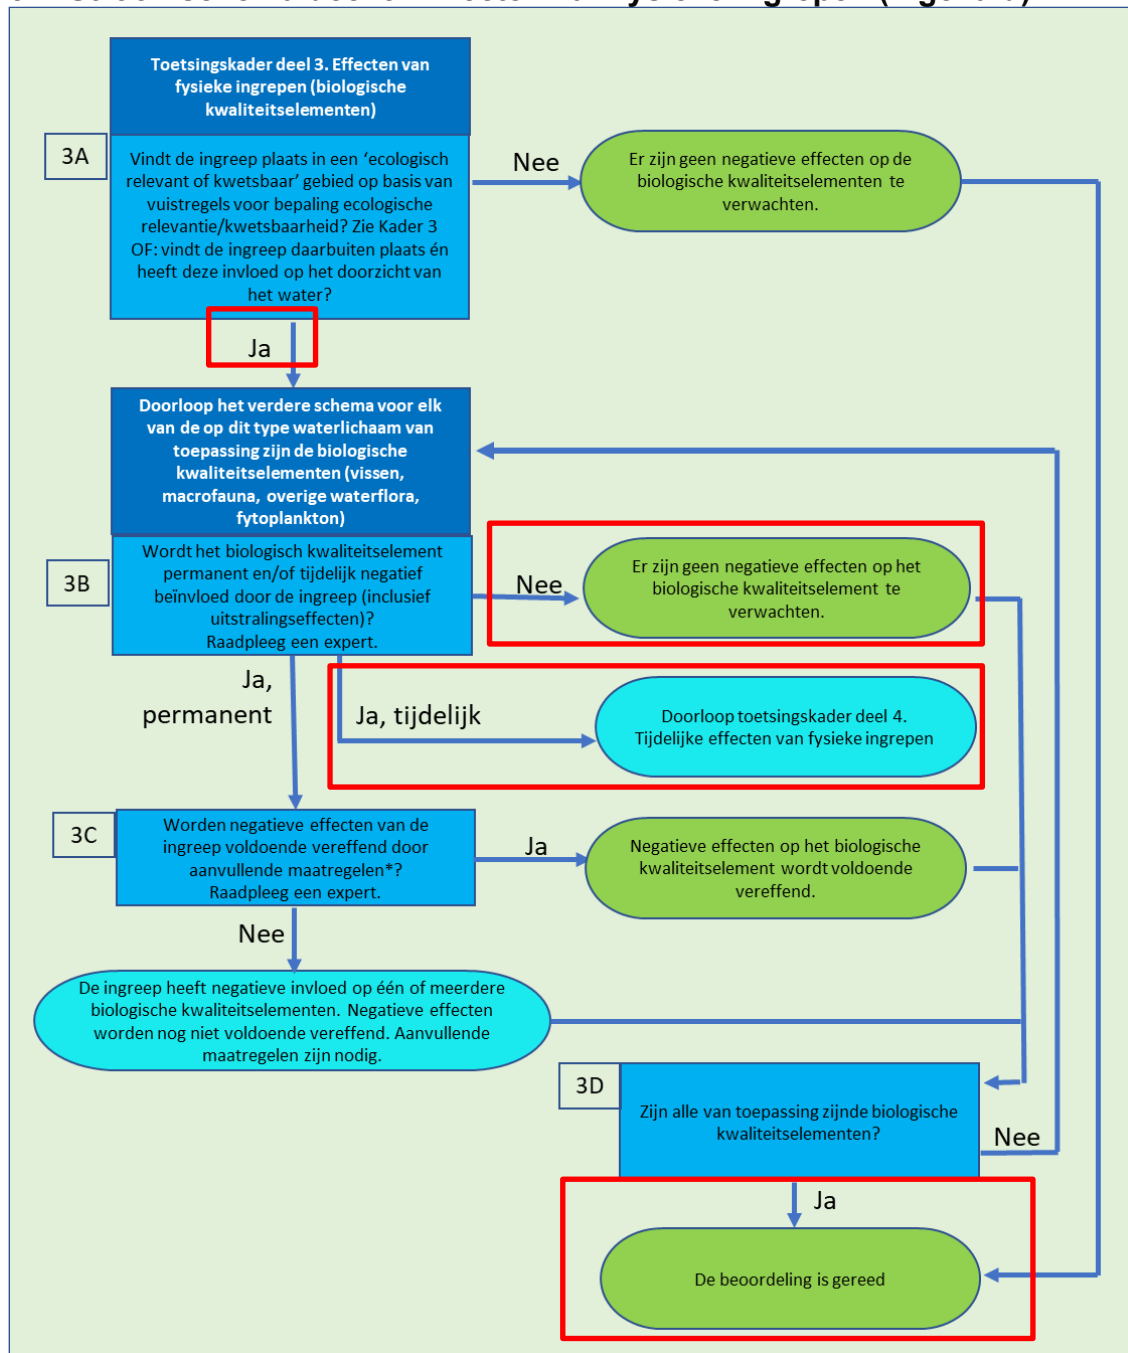 Toetsingskader deel 3. Effecten van
fysieke ingrepen (biologische
kwaliteitselementen)
3A
Vindt de ingreep plaats in een ‘ecologisch
relevant of kwetsbaar’ gebied op basis van
vuistregels voor bepaling ecologische
relevantie/kwetsbaarheid? Zie Kader 3
OF: vindt de ingreep daarbuiten plaats én
heeft deze invloed op het doorzicht van
het water?
Nee
Er zijn geen negatieve effecten op de
biologische kwaliteitselementen te
verwachten.
Ja
Doorloop het verdere schema voor elk
van de op dit type waterlichaam van
toepassing zijn de biologische
kwaliteitselementen (vissen,
macrofauna, overige waterflora,
fytoplankton)
3B
Wordt het biologisch kwaliteitselement
permanent en/of tijdelijk negatief
beïnvloed door de ingreep (inclusief
uitstralingseffecten)?
Raadpleeg een expert.
Nee
Er zijn geen negatieve effecten op het
biologische kwaliteitselement te
verwachten.
Ja,
permanent
Ja, tijdelijk
Doorloop toetsingskader deel 4.
Tijdelijke effecten van fysieke ingrepen
3C
Worden negatieve effecten van de
ingreep voldoende vereffend door
aanvullende maatregelen*?
Raadpleeg een expert.
Ja
Negatieve effecten op het biologische
kwaliteitselement wordt voldoende
vereffend.
Nee
De ingreep heeft negatieve invloed op één of meerdere
biologische kwaliteitselementen. Negatieve effecten
worden nog niet voldoende vereffend. Aanvullende
maatregelen zijn nodig.
3D
Zijn alle van toepassing zijnde biologische
kwaliteitselementen?
Nee
Ja
De beoordeling is gereed